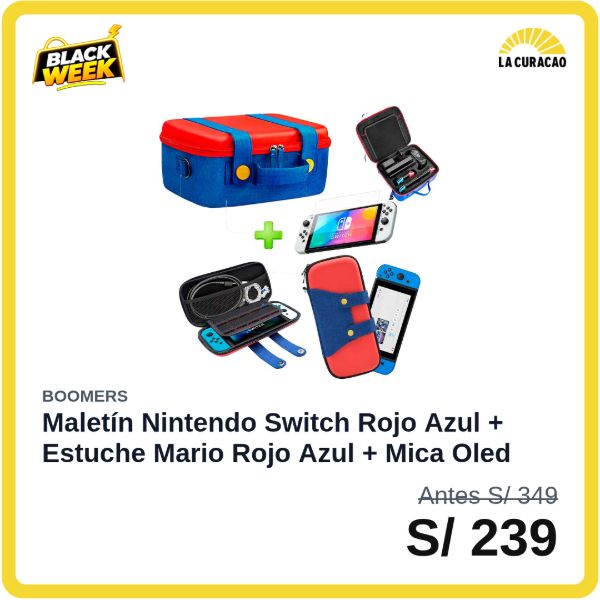 BLACK
WEEK
LA CURACAO
BOOMERS
Maletín Nintendo Switch Rojo Azul +
Estuche Mario Rojo Azul + Mica Oled
Antes S/ 349
S/ 239